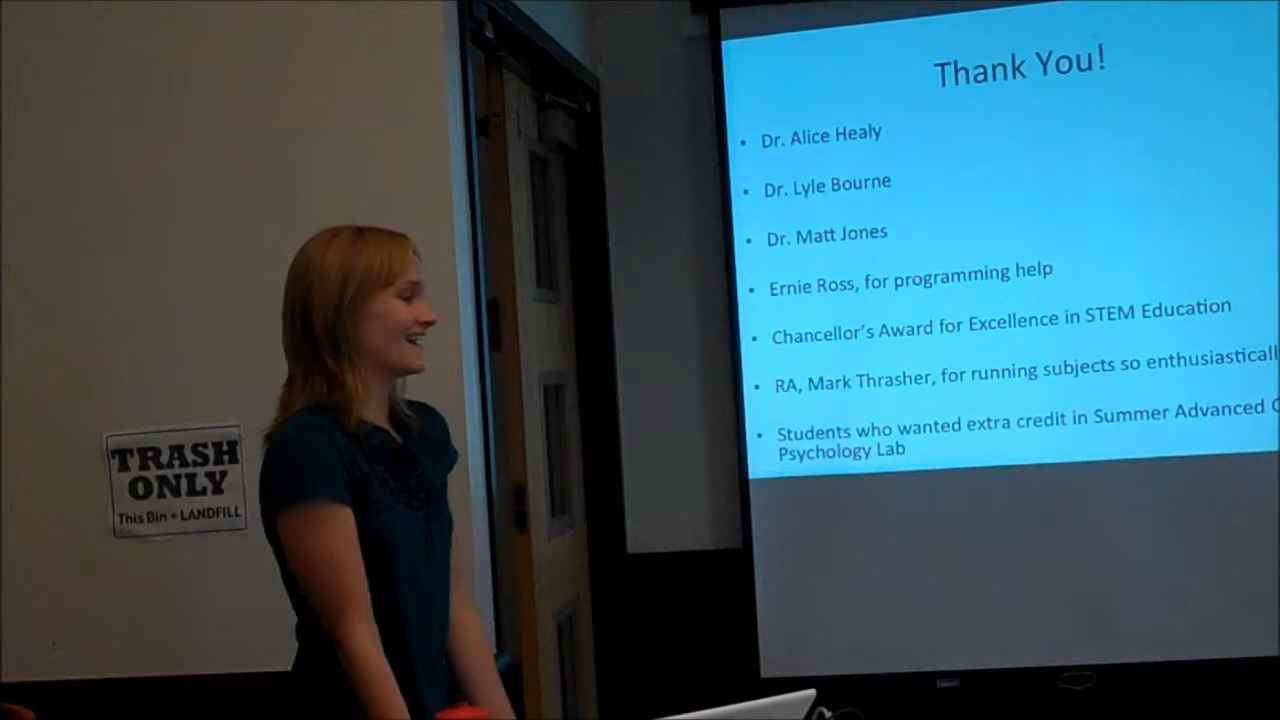 Thank You!
• Dr. Alice Healy
• Dr. Lyle Bourne
• Dr. Matt Jones
• Ernie Ross, for programming help
• Chancellor's Award for Excellence in STEM Education
• RA, Mark Thrasher, for running subjects so
• Students who wanted extra credit in Summer Advanced
Psychology Lab
TRASH
ONLY
This Bin = LANDFILL